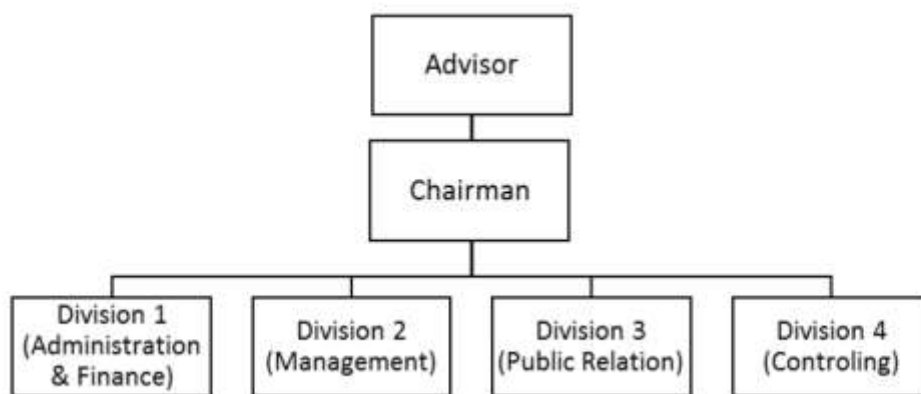 Advisor
Chairman
Division 1
(Administration
& Finance)
Division 2
(Management)
Division 3
(Public Relation)
Division 4
(Controling)